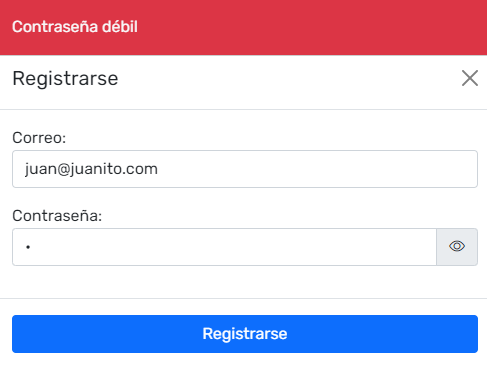 Contraseña débil
Registrarse
Correo:
juan@juanito.com
Contraseña:
•
Registrarse